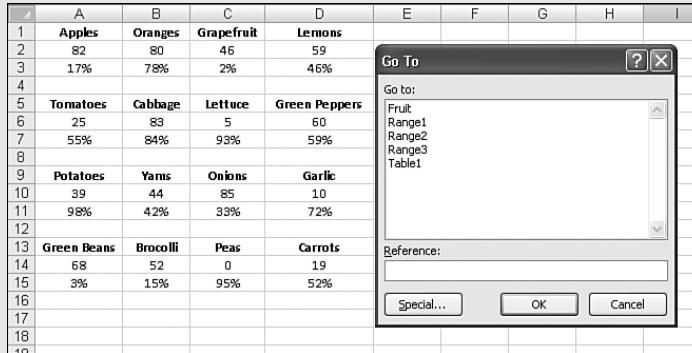 A B C D E F G H I
1 Apples Oranges Grapefruit Lemons
2 82 80 46 59
3 17% 78% 2% 46%
4
5 Tomatoes Cabbage Lettuce Green Peppers
6 25 83 5 60
7 55% 84% 93% 59%
8
9 Potatoes Yams Onions Garlic
10 39 44 85 10
11 98% 42% 33% 72%
12
13 Green Beans Brocolli Peas Carrots
14 68 52 0 19
15 3% 15% 95% 52%
16
17
18
19
Go To
Go to:
Fruit
Range1
Range2
Range3
Table1
Reference:
Special...
OK
Cancel